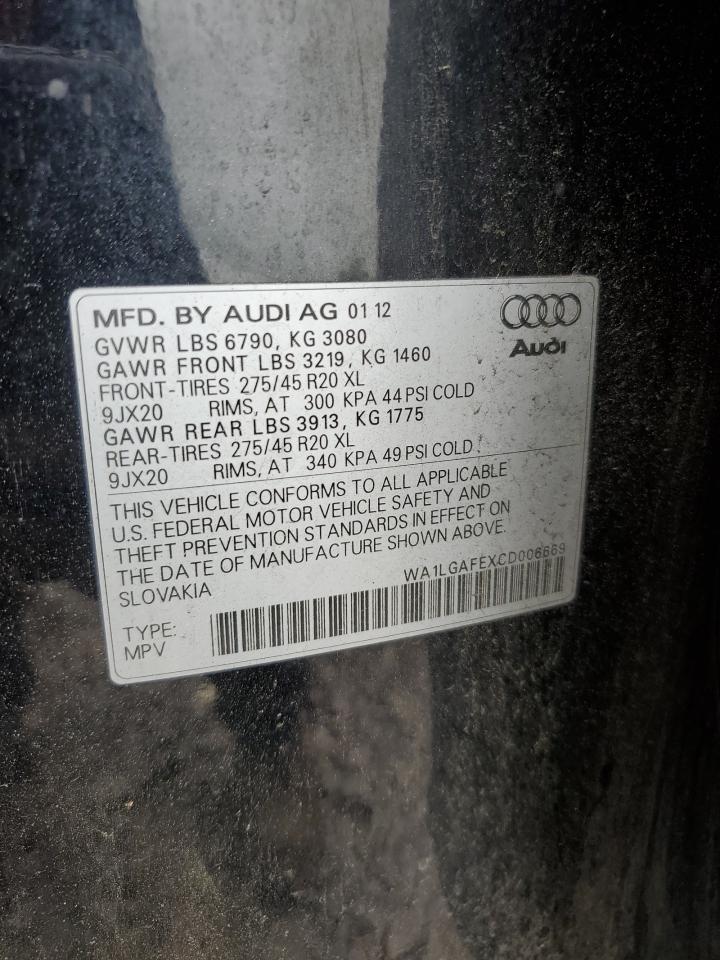 MFD. BY AUDI AG 01 12
GVWR LBS 6790, KG 3080
GAWR FRONT LBS 3219, KG 1460
FRONT-TIRES 275/45 R20 XL
9JX20 RIMS, AT 300 KPA 44 PSI COLD
GAWR REAR LBS 3913, KG 1775
REAR-TIRES 275/45 R20 XL
9JX20 RIMS, AT 340 KPA 49 PSI COLD
Audi
THIS VEHICLE CONFORMS TO ALL APPLICABLE
U.S. FEDERAL MOTOR VEHICLE SAFETY AND
THEFT PREVENTION STANDARDS IN EFFECT ON
THE DATE OF MANUFACTURE SHOWN ABOVE.
SLOVAKIA
WA1LGAFEXCD006669
TYPE:
MPV